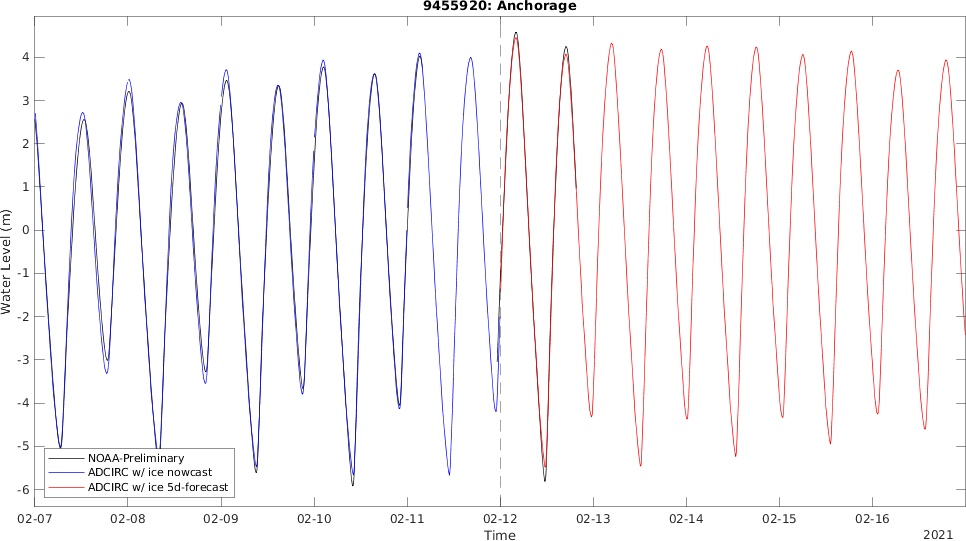 9455920: Anchorage
Water Level (m)
4
3
2
1
0
-1
-2
-3
-4
-5
-6
NOAA-Preliminary
ADCIRC w/ ice nowcast
ADCIRC w/ ice 5d-forecast
02-07 02-08 02-09 02-10 02-11 02-12 02-13 02-14 02-15 02-16
Time
2021